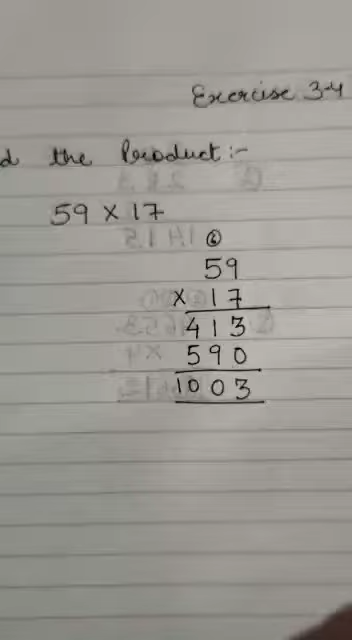 Exercise 3.4
d the Product:-
59 × 17
6
59
× 17
413
590
1003